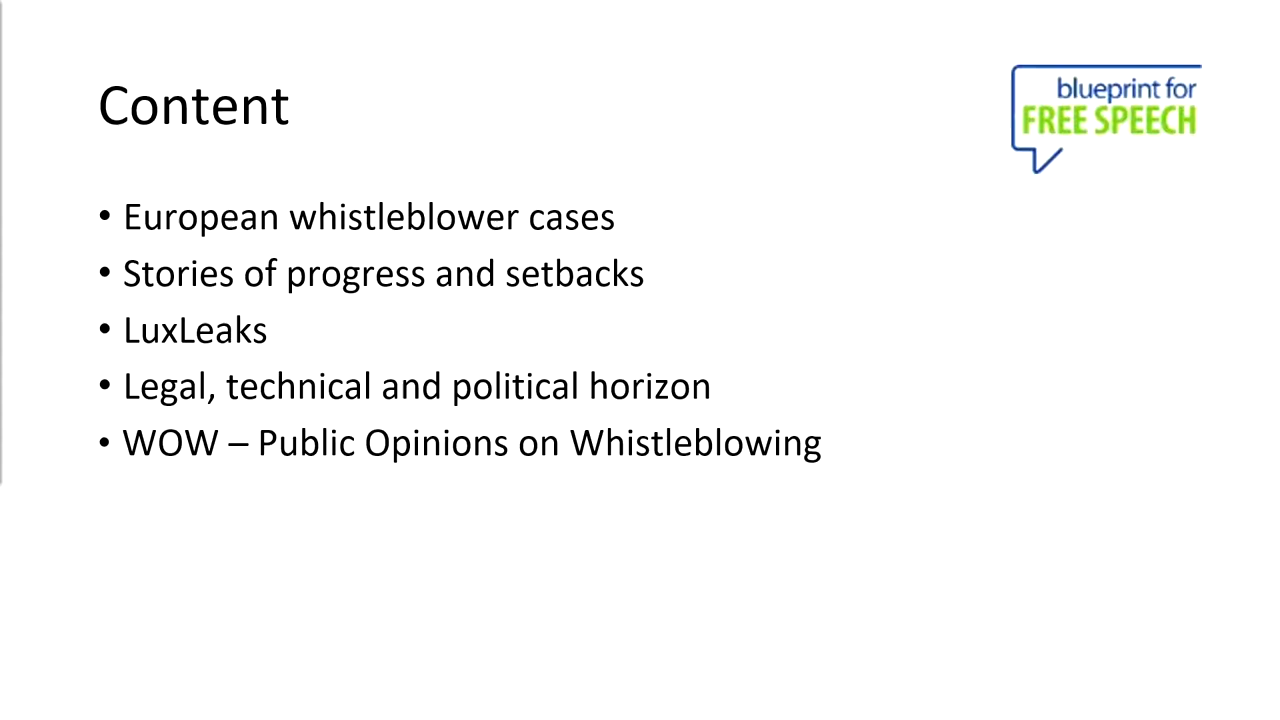 Content
blueprint for
FREE SPEECH
• European whistleblower cases
• Stories of progress and setbacks
• LuxLeaks
• Legal, technical and political horizon
• WOW – Public Opinions on Whistleblowing